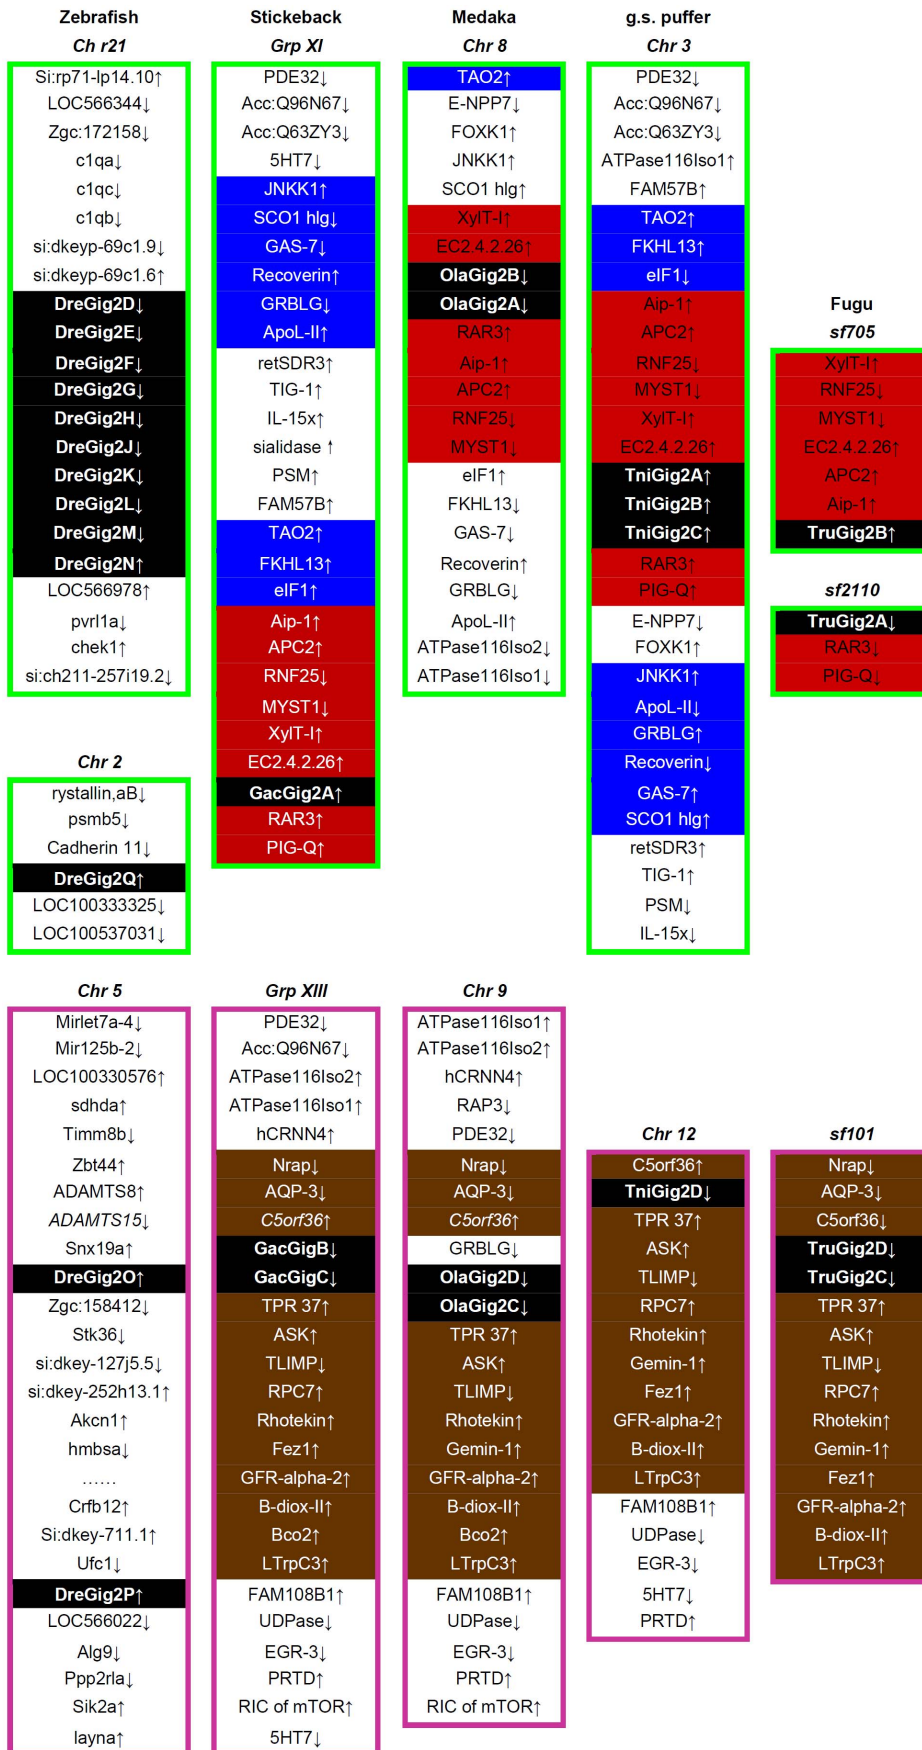 Zebrafish
Ch r21
Si:rp71-lp14.10↑
LOC566344↓
Zgc:172158↓
c1qa↓
c1qc↓
c1qb↓
si:dkeyp-69c1.9↓
si:dkeyp-69c1.6↑
DreGig2D↓
DreGig2E↓
DreGig2F↓
DreGig2G↓
DreGig2H↓
DreGig2J↓
DreGig2K↓
DreGig2L↓
DreGig2M↓
DreGig2N↑
LOC566978↑
pvrl1a↓
chek1↑
si:ch211-257i19.2↓
Chr 2
rystallin,aB↓
psmb5↓
Cadherin 11↓
DreGig2Q↑
LOC100333325↓
LOC100537031↓
Stickeback
Grp XI
PDE32↓
Acc:Q96N67↓
Acc:Q63ZY3↓
5HT7↓
JNKK1↑
SCO1 hlg↓
GAS-7↓
Recoverin↑
GRBLG↓
ApoL-II↑
retSDR3↑
TIG-1↑
IL-15x↑
sialidase↑
PSM↑
FAM57B↑
TAO2↑
FKHL13↑
eIF1↑
Aip-1↑
APC2↑
RNF25↓
MYST1↓
XylT-I↑
EC2.4.2.26↑
GacGig2A↑
RAR3↑
PIG-Q↑
Medaka
Chr 8
TAO2↑
E-NPP7↓
FOXK1↑
JNKK1↑
SCO1 hlg↑
XylT-I↑
EC2.4.2.26↑
OlaGig2B↓
OlaGig2A↓
RAR3↑
Aip-1↑
APC2↑
RNF25↓
MYST1↓
eIF1↑
FKHL13↓
GAS-7↓
Recoverin↑
GRBLG↓
ApoL-II↑
ATPase116Iso2↓
ATPase116Iso1↓
g.s. puffer
Chr 3
PDE32↓
Acc:Q96N67↓
Acc:Q63ZY3↓
ATPase116Iso1↑
FAM57B↑
TAO2↑
FKHL13↑
eIF1↓
Aip-1↑
APC2↑
RNF25↓
MYST1↓
XylT-I↑
EC2.4.2.26↑
TniGig2A↑
TniGig2B↑
TniGig2C↑
RAR3↑
PIG-Q↑
E-NPP7↓
FOXK1↑
JNKK1↑
ApoL-II↓
GRBLG↑
Recoverin↓
GAS-7↑
SCO1 hlg↑
retSDR3↑
TIG-1↑
PSM↓
IL-15x↓
Fugu
sf705
XylT-I↑
RNF25↓
MYST1↓
EC2.4.2.26↑
APC2↑
Aip-1↑
TruGig2B↑
sf2110
TruGig2A↓
RAR3↓
PIG-Q↓
Chr 5
Mirlet7a-4↓
Mir125b-2↓
LOC100330576↑
sdhda↑
Timm8b↓
Zbt44↑
ADAMTS8↑
ADAMTS15↓
Snx19a↑
DreGig2O↑
Zgc:158412↓
Stk36↓
si:dkey-127j5.5↓
si:dkey-252h13.1↑
Akcn1↑
hmbsa↓
......
Crfb12↑
Si:dkey-711.1↑
Ufc1↓
DreGig2P↑
LOC566022↓
Alg9↓
Ppp2rla↓
Sik2a↑
layna↑
Grp XIII
PDE32↓
Acc:Q96N67↓
ATPase116Iso2↑
ATPase116Iso1↑
hCRNN4↑
Nrap↓
AQP-3↓
C5orf36↑
GacGigB↓
GacGigC↓
TPR 37↑
ASK↑
TLIMP↓
RPC7↑
Rhotekin↑
Fez1↑
GFR-alpha-2↑
B-diox-II↑
Bco2↑
LTrpC3↑
FAM108B1↑
UDPase↓
EGR-3↓
PRTD↑
RIC of mTOR↑
5HT7↓
Chr 9
ATPase116Iso1↑
ATPase116Iso2↑
hCRNN4↑
RAP3↓
PDE32↓
Nrap↓
AQP-3↓
C5orf36↑
GRBLG↓
OlaGig2D↓
OlaGig2C↓
TPR 37↑
ASK↑
TLIMP↓
Rhotekin↑
Gemin-1↑
GFR-alpha-2↑
B-diox-II↑
Bco2↑
LTrpC3↑
FAM108B1↑
UDPase↓
EGR-3↓
PRTD↑
RIC of mTOR↑
Chr 12
C5orf36↑
TniGig2D↓
TPR 37↑
ASK↑
TLIMP↓
RPC7↑
Rhotekin↑
Gemin-1↑
Fez1↑
GFR-alpha-2↑
B-diox-II↑
LTrpC3↑
FAM108B1↑
UDPase↓
EGR-3↓
5HT7↓
PRTD↑
sf101
Nrap↓
AQP-3↓
C5orf36↓
TruGig2D↓
TruGig2C↓
TPR 37↑
ASK↑
TLIMP↓
RPC7↑
Rhotekin↑
Gemin-1↑
Fez1↑
GFR-alpha-2↑
B-diox-II↑
LTrpC3↑